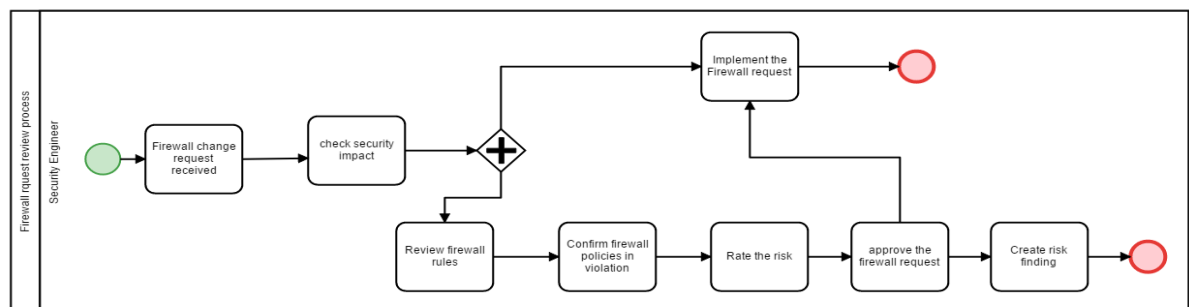 Firewall rquest review process
Security Engineer
Firewall change
request
received
check security
impact
Implement the
Firewall request
Review firewall
rules
Confirm firewall
policies in
violation
Rate the risk
approve the
firewall request
Create risk
finding